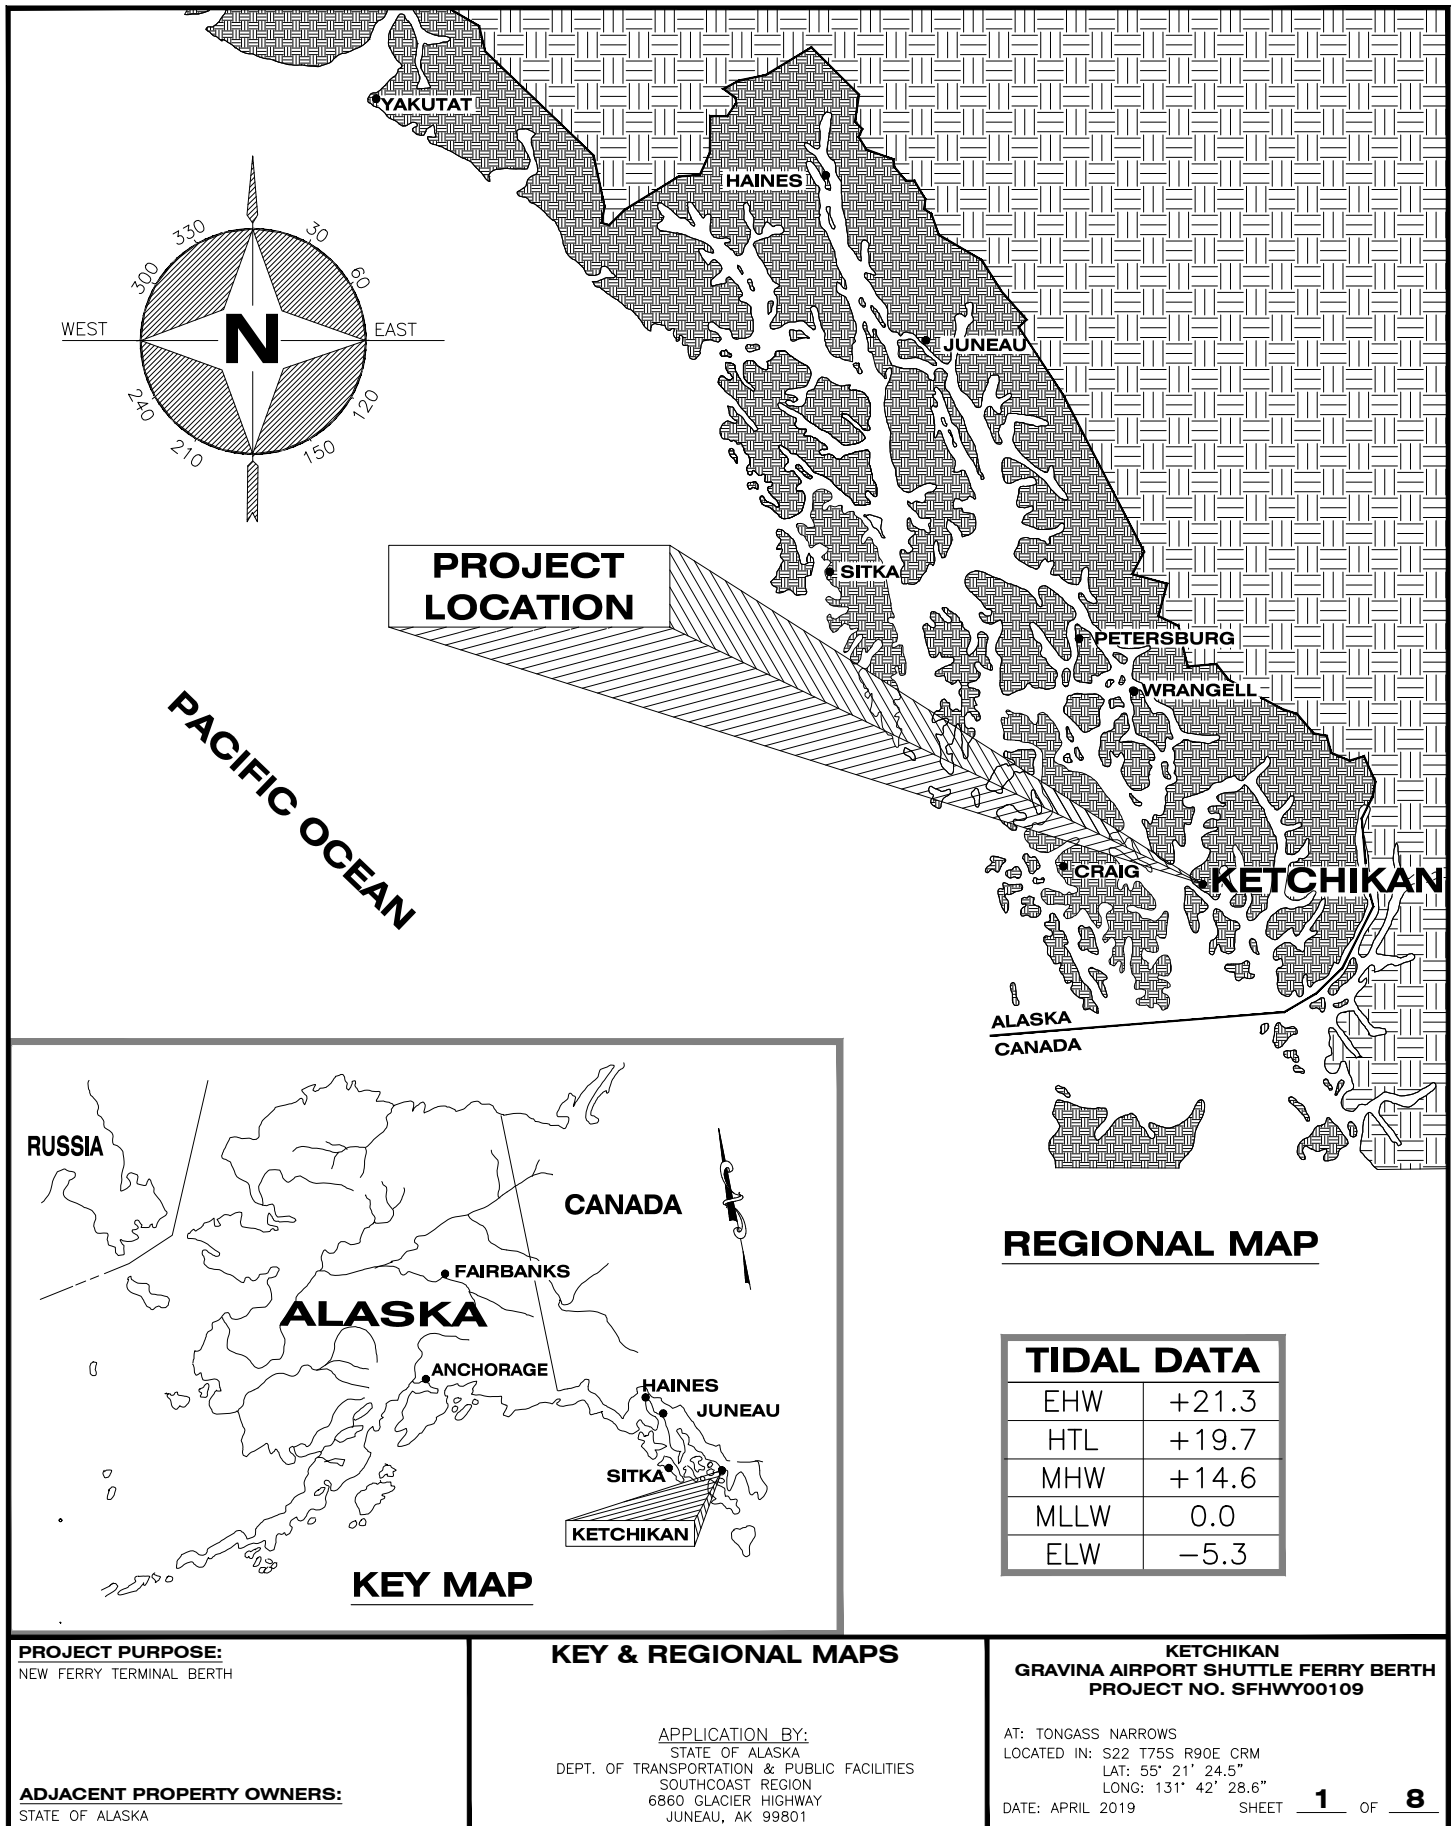 YAKUTAT
HAINES
330
30
300
60
WEST
N
EAST
JUNEAU
240
120
210
150
PROJECT
LOCATION
SITKA
PETERSBURG
WRANGELL
PACIFIC OCEAN
CRAIG
KETCHIKAN
ALASKA
CANADA
RUSSIA
CANADA
FAIRBANKS
ALASKA
ANCHORAGE
HAINES
JUNEAU
SITKA
KETCHIKAN
KEY MAP
REGIONAL MAP
TIDAL DATA
EHW +21.3
HTL +19.7
MHW +14.6
MLLW 0.0
ELW −5.3
PROJECT PURPOSE:
NEW FERRY TERMINAL BERTH
ADJACENT PROPERTY OWNERS:
STATE OF ALASKA
KEY & REGIONAL MAPS
APPLICATION BY:
STATE OF ALASKA
DEPT. OF TRANSPORTATION & PUBLIC FACILITIES
SOUTHCOAST REGION
6860 GLACIER HIGHWAY
JUNEAU, AK 99801
KETCHIKAN
GRAVINA AIRPORT SHUTTLE FERRY BERTH
PROJECT NO. SFHWY00109
AT: TONGASS NARROWS
LOCATED IN: S22 T75S R90E CRM
LAT: 55° 21' 24.5"
LONG: 131° 42' 28.6"
DATE: APRIL 2019 SHEET 1 OF 8